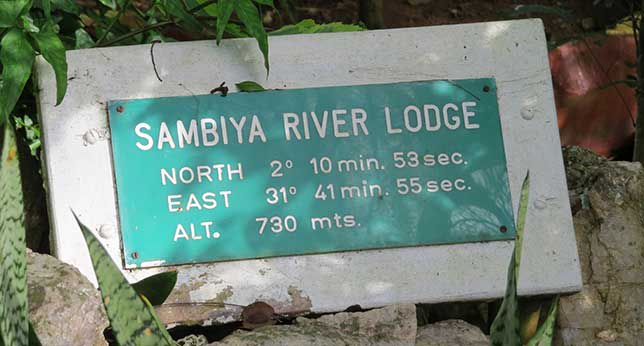 SAMBIYA RIVER LODGE
NORTH 2° 10 min. 53 sec.
EAST 31° 41 min. 55 sec.
ALT. 730 mts.